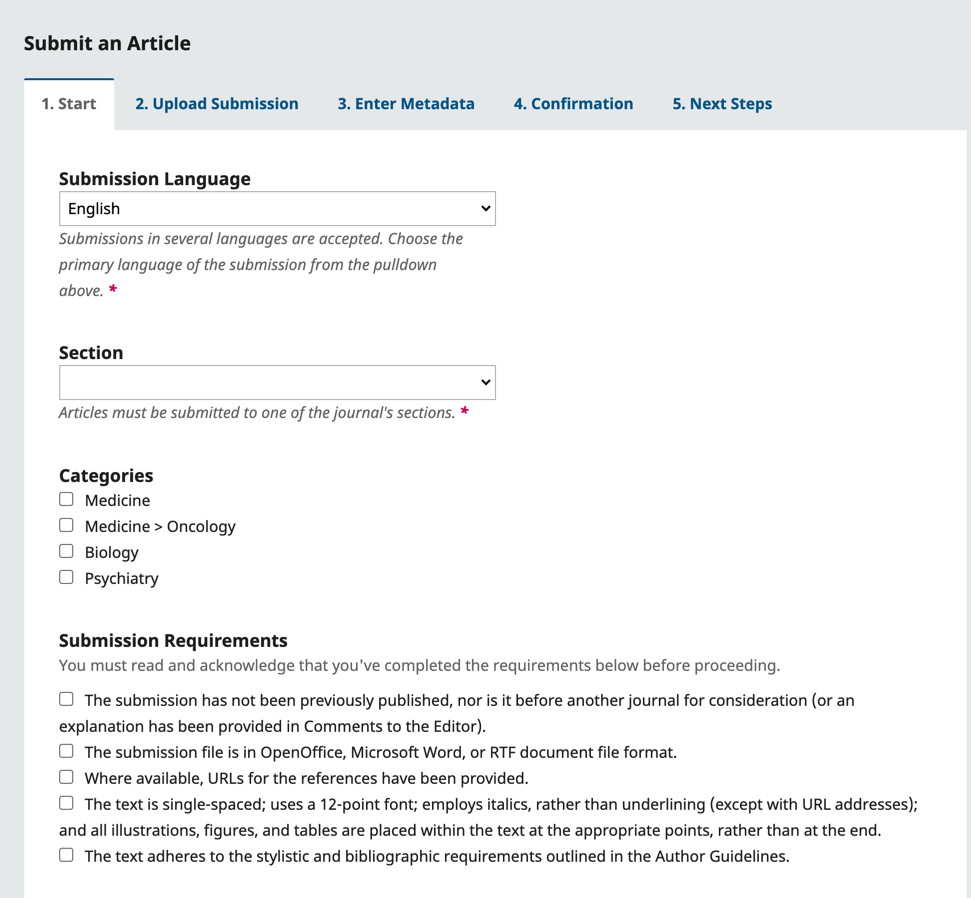 Submit an Article
1. Start
2. Upload Submission
3. Enter Metadata
4. Confirmation
5. Next Steps
Submission Language
English
Submissions in several languages are accepted. Choose the
primary language of the submission from the pulldown
above. *
Section
Articles must be submitted to one of the journal's sections. *
Categories
Medicine
Medicine > Oncology
Biology
Psychiatry
Submission Requirements
You must read and acknowledge that you've completed the requirements below before proceeding.
The submission has not been previously published, nor is it before another journal for consideration (or an
explanation has been provided in Comments to the Editor).
The submission file is in OpenOffice, Microsoft Word, or RTF document file format.
Where available, URLs for the references have been provided.
The text is single-spaced; uses a 12-point font; employs italics, rather than underlining (except with URL addresses);
and all illustrations, figures, and tables are placed within the text at the appropriate points, rather than at the end.
The text adheres to the stylistic and bibliographic requirements outlined in the Author Guidelines.